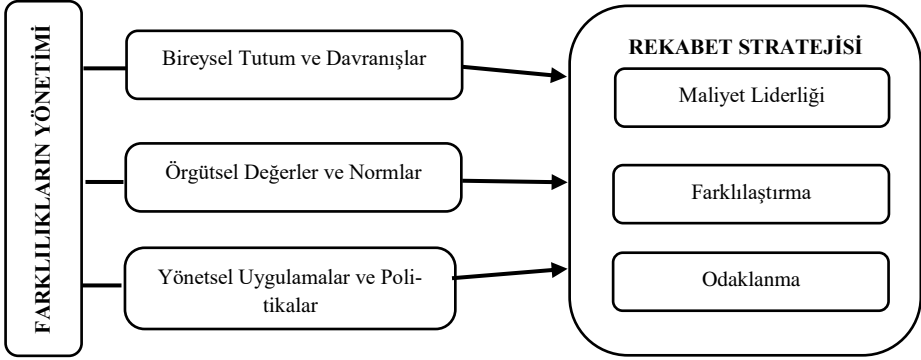 FARKLILIKLARIN YÖNETİMİ
Bireysel Tutum ve Davranışlar
Örgütsel Değerler ve Normlar
Yönetsel Uygulamalar ve Poli-
tikalar
REKABET STRATEJİSİ
Maliyet Liderliği
Farklılaştırma
Odaklanma